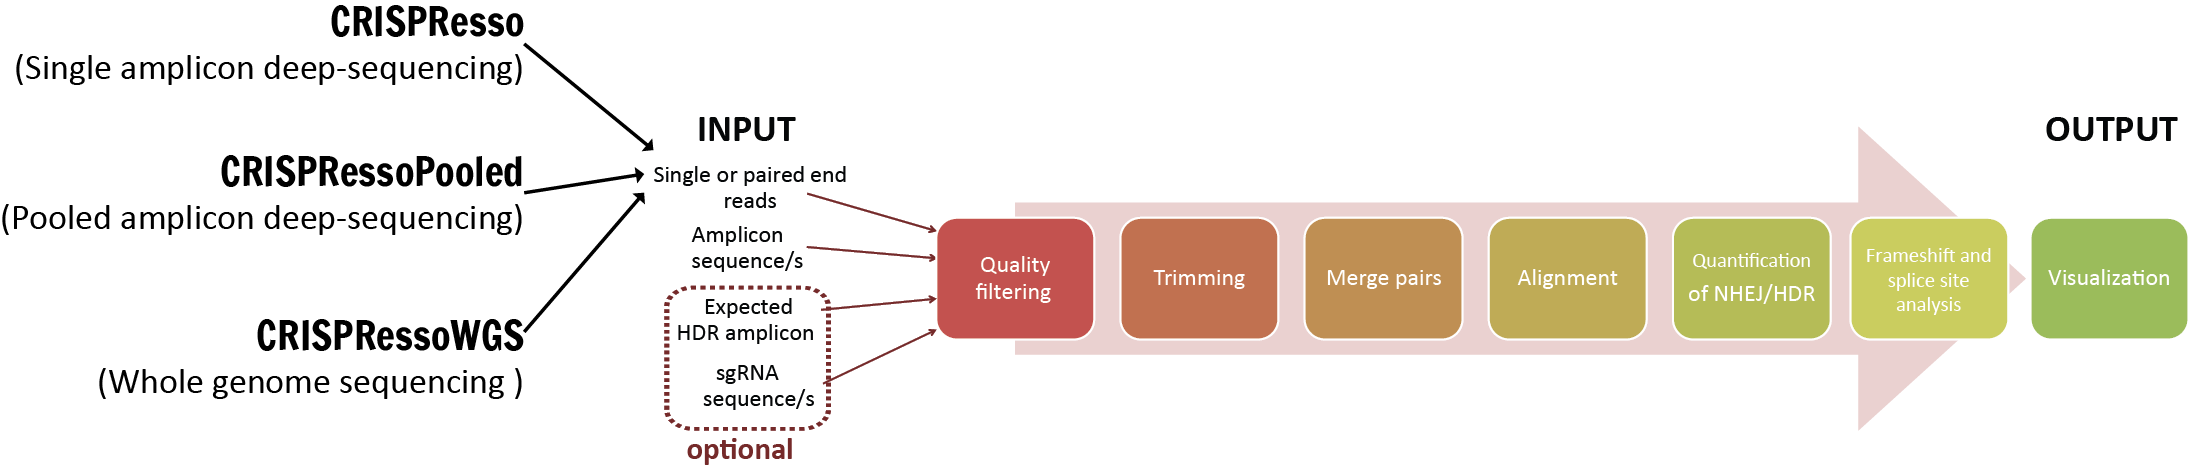 CRISPResso
(Single amplicon deep-sequencing)
CRISPRessoPooled
(Pooled amplicon deep-sequencing)
CRISPRessoWGS
(Whole genome sequencing )
INPUT
Single or paired end
reads
Amplicon
sequence/s
Expected
HDR amplicon
sgRNA
sequence/s
optional
Quality
filtering
Trimming
Merge pairs
Alignment
Quantification
of NHEJ/HDR
Frameshift and
splice site
analysis
OUTPUT
Visualization